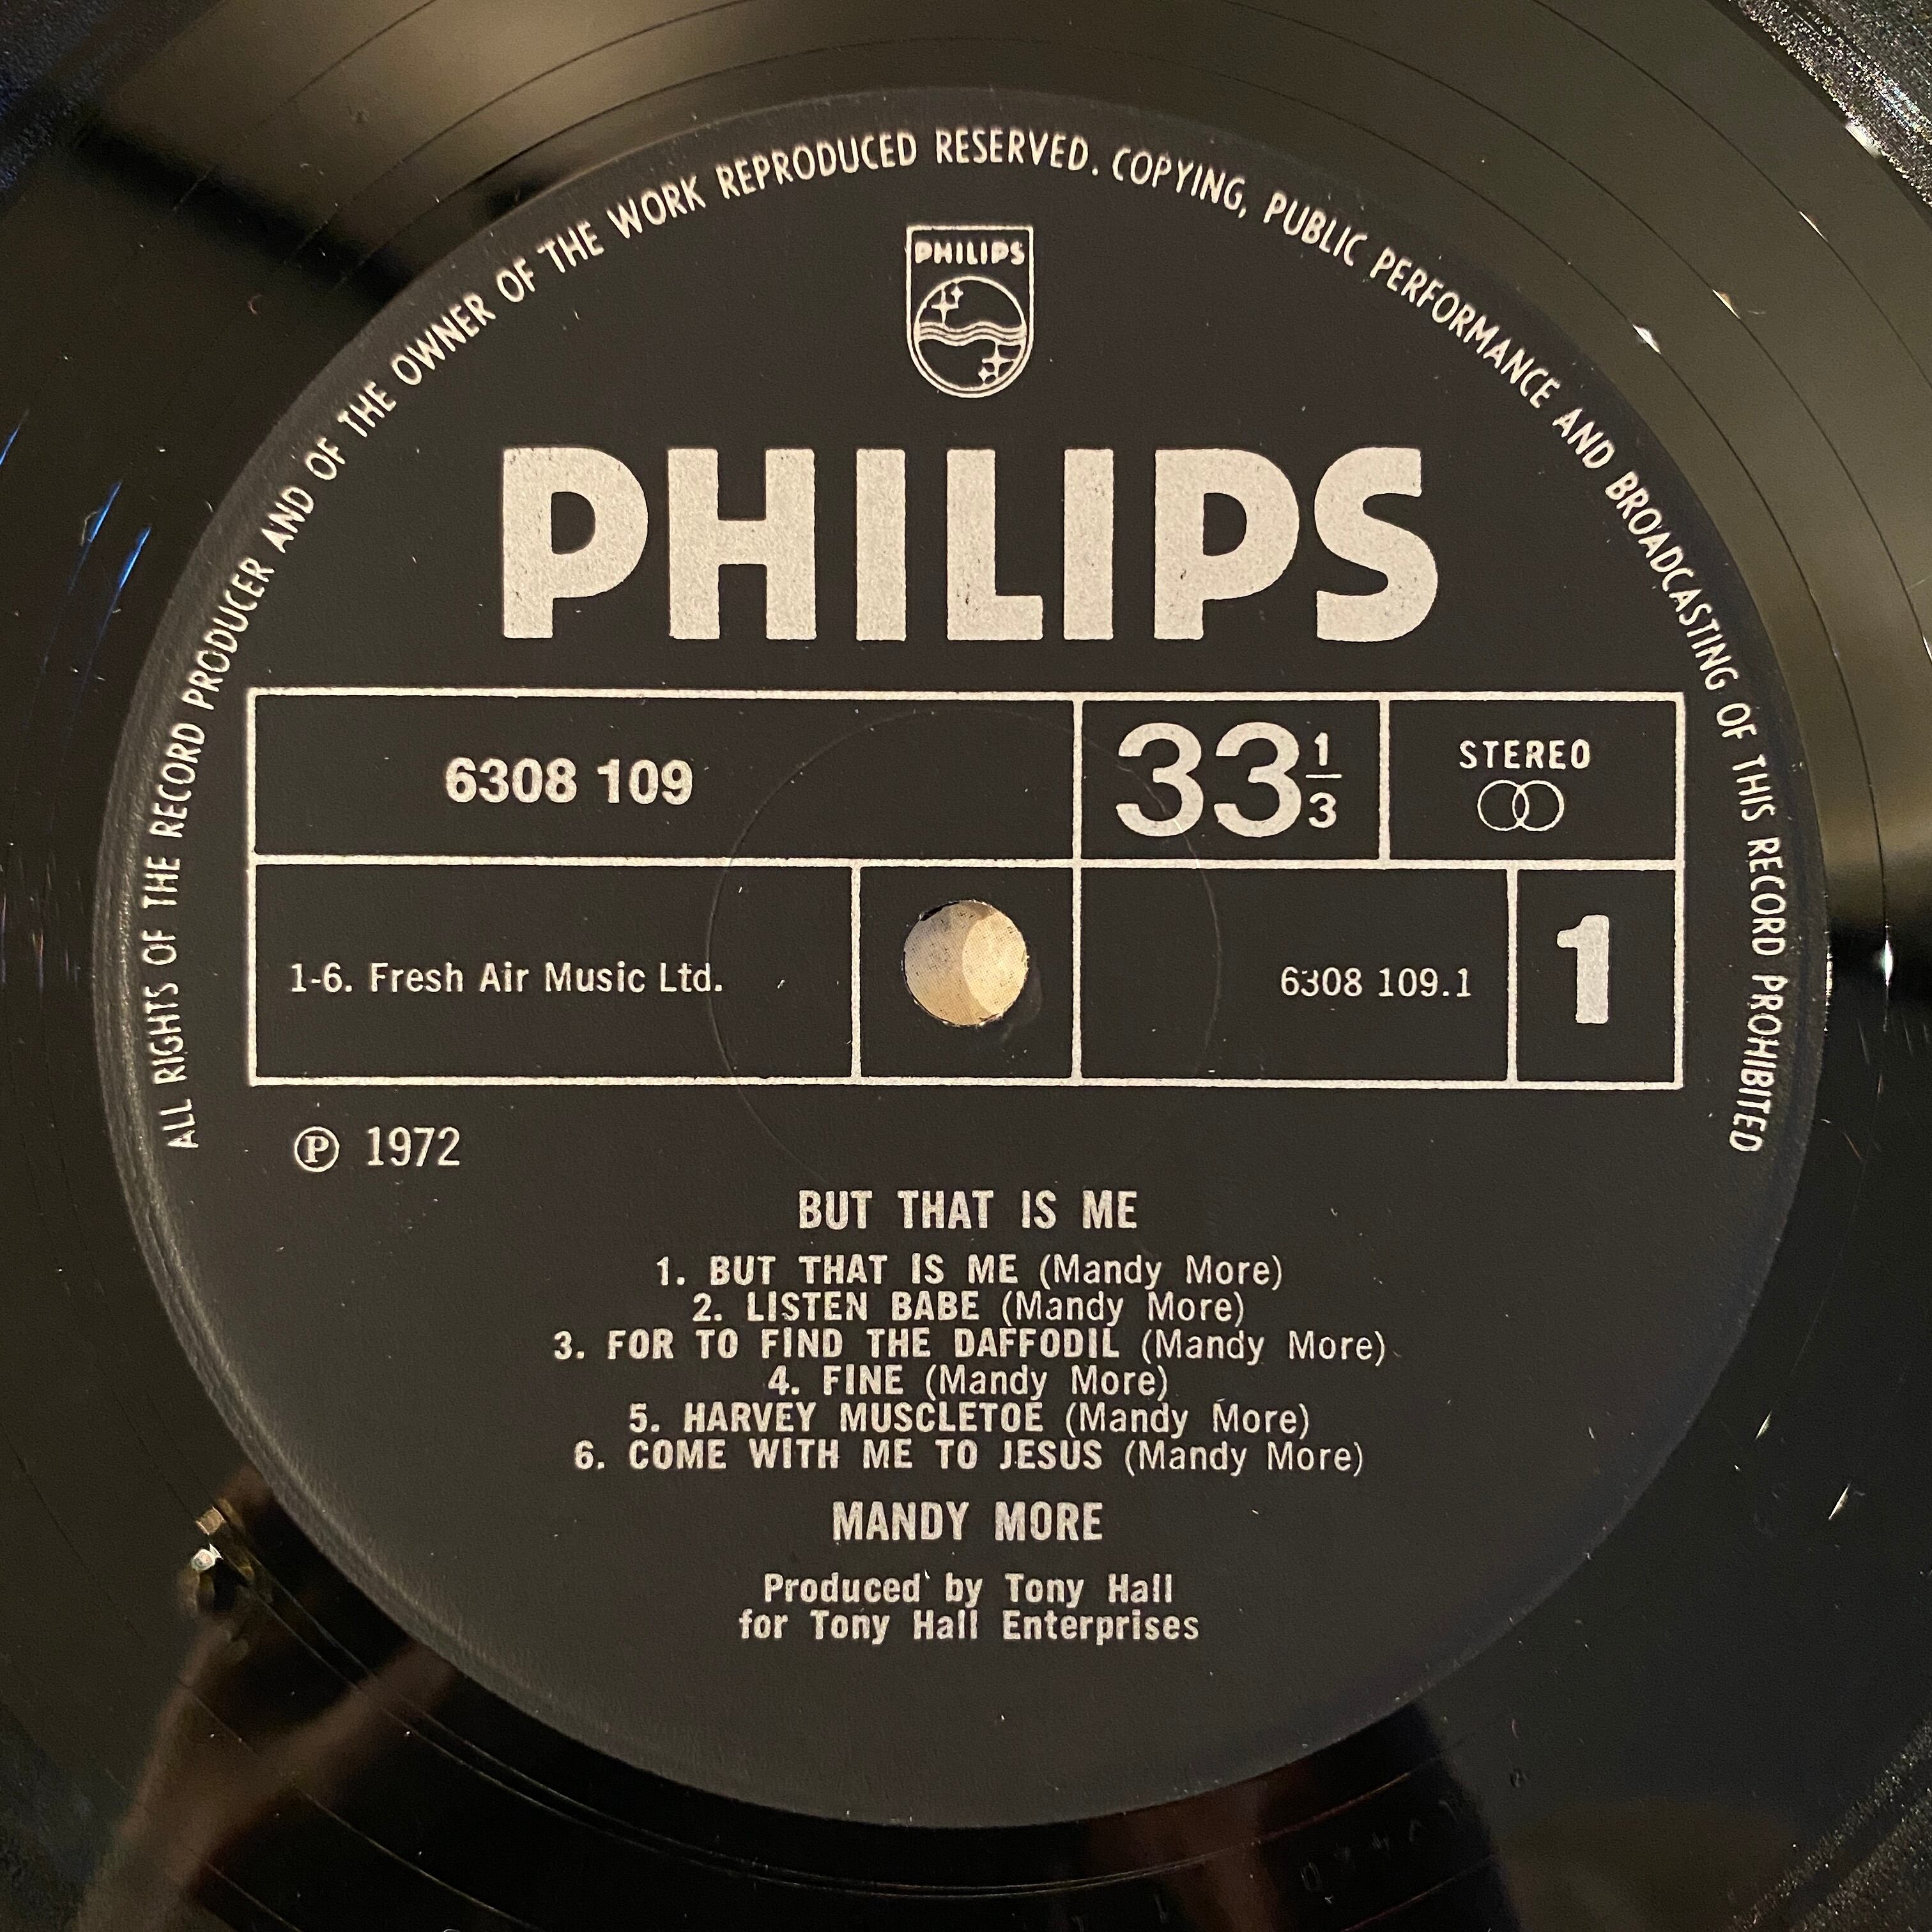 ALL RIGHTS OF THE RECORD PRODUCER AND OF THE OWNER OF THE WORK REPRODUCED RESERVED. COPYING, PUBLIC PERFORMANCE AND BROADCASTING OF THIS RECORD PROHIBITED
PHILIPS
PHILIPS
6308 109
33 1/3
STEREO
1-6. Fresh Air Music Ltd.
6308 109.1
1
℗ 1972
BUT THAT IS ME
1. BUT THAT IS ME (Mandy More)
2. LISTEN BABE (Mandy More)
3. FOR TO FIND THE DAFFODIL (Mandy More)
4. FINE (Mandy More)
5. HARVEY MUSCLETOE (Mandy More)
6. COME WITH ME TO JESUS (Mandy More)
MANDY MORE
Produced by Tony Hall
for Tony Hall Enterprises